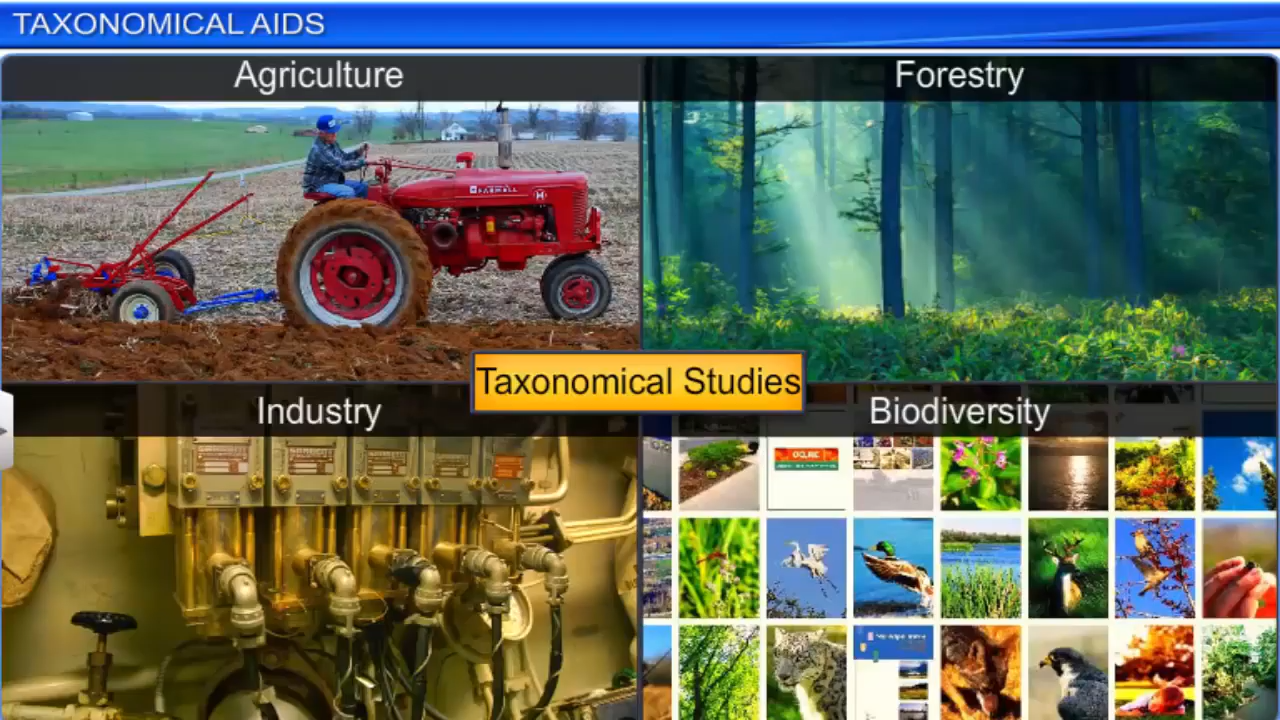 TAXONOMICAL AIDS
Agriculture
Forestry
FARMALL
H
Taxonomical Studies
Industry
Biodiversity